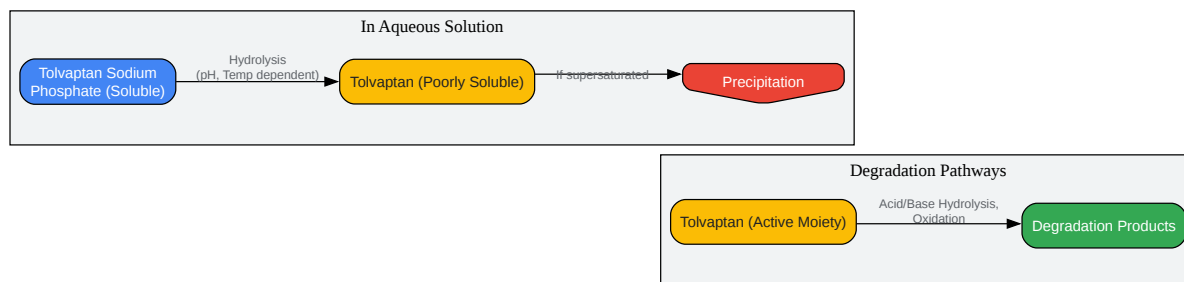 In Aqueous Solution
Tolvaptan Sodium
Phosphate (Soluble)
Hydrolysis
(pH, Temp dependent)
Tolvaptan (Poorly Soluble)
If supersaturated
Precipitation
Degradation Pathways
Tolvaptan (Active Moiety)
Acid/Base Hydrolysis,
Oxidation
Degradation Products